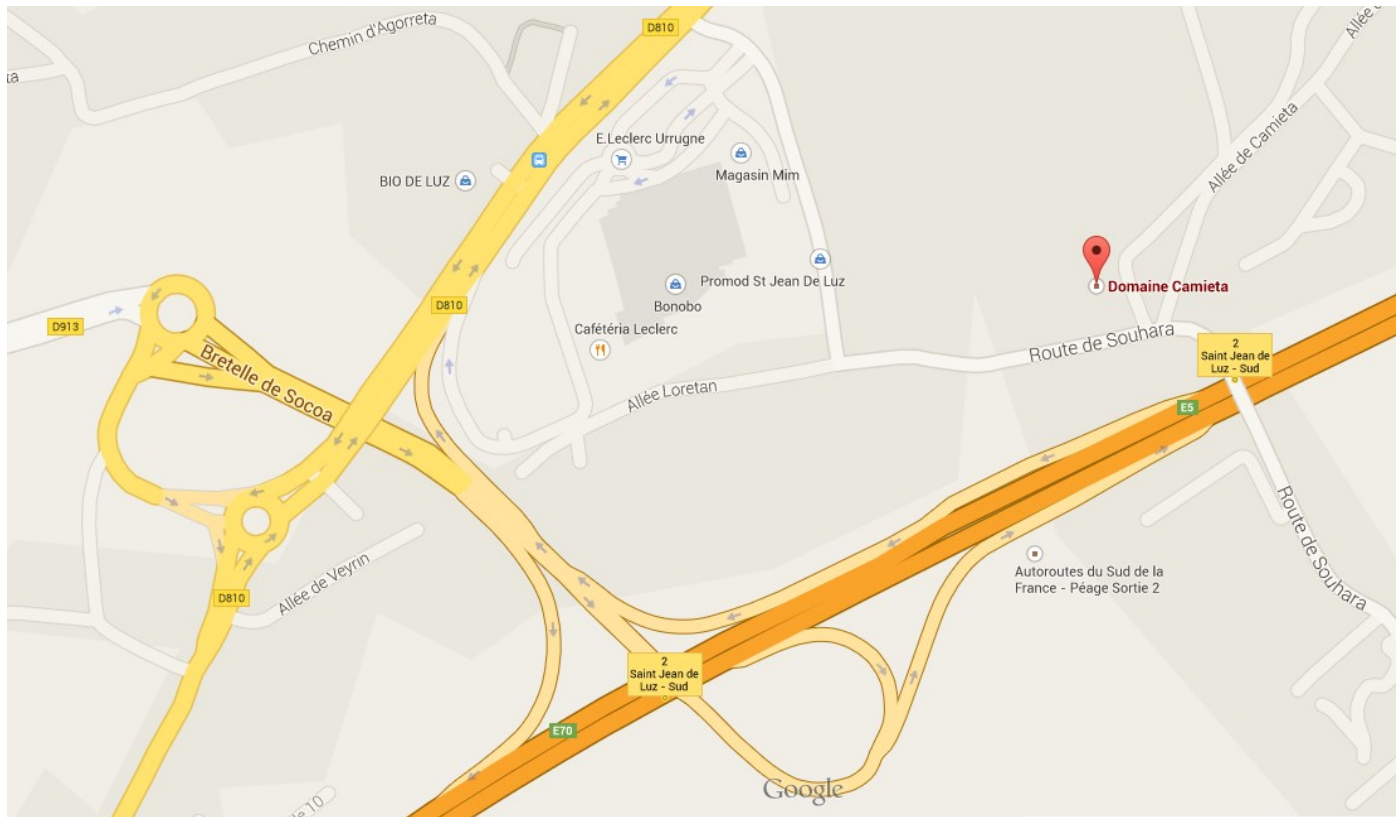 D810
Chemin d'Agorreta
Allée
ta
Allée de Camieta
E.Leclerc Urrugne
Magasin Mim
BIO DE LUZ
Promod St Jean De Luz
Bonobo
Domaine Camieta
D810
D913
Cafétéria Leclerc
Route de Souhara
2
Saint Jean de
Luz - Sud
Bretelle de Socoa
Allée Loretan
E5
Route de Souhara
Autoroutes du Sud de la
France - Péage Sortie 2
Allée de Veyrin
D810
2
Saint Jean de
Luz - Sud
E70
Google
10